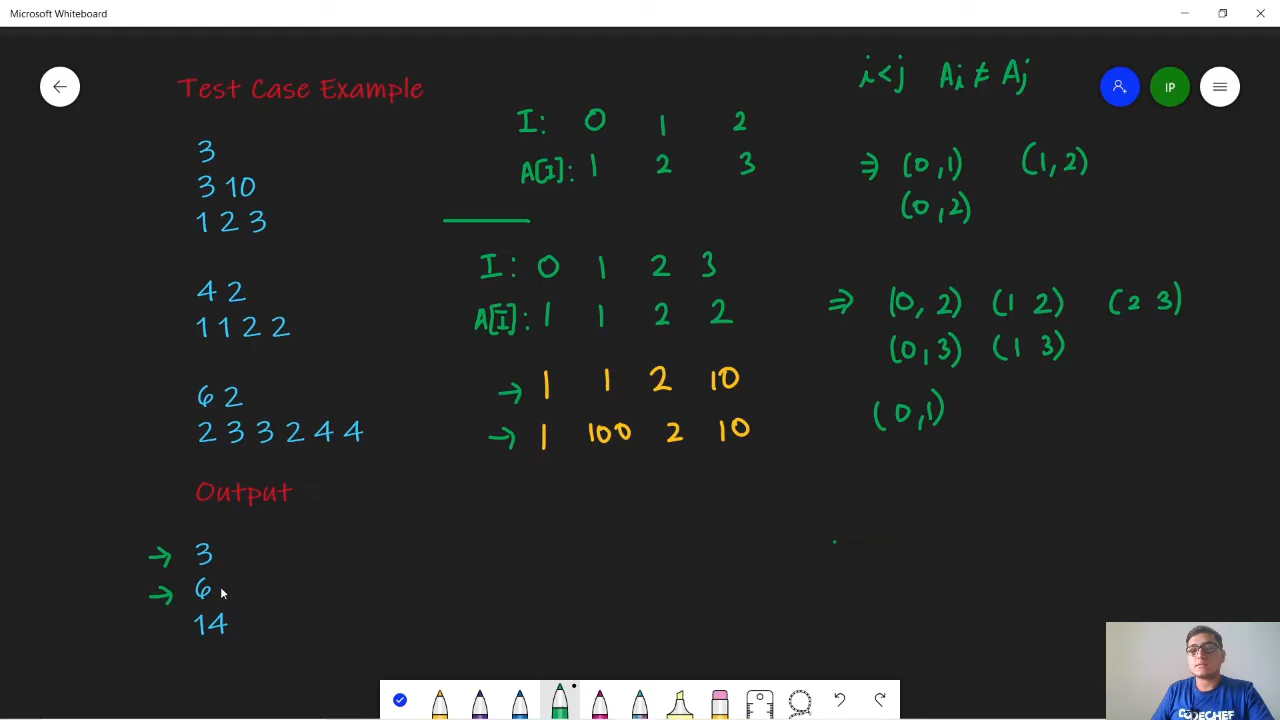 Microsoft Whiteboard
Test Case Example
3
3 10
1 2 3
4 2
1 1 2 2
6 2
2 3 3 2 4 4
Output
→ 3
→ 6
14
I: 0 1 2
A[I]: 1 2 3
I: 0 1 2 3
A[I]: 1 1 2 2
→ 1 1 2 10
→ 1 100 2 10
i<j Ai ≠ Aj
⇒ (0,1) (1,2)
(0,2)
⇒ (0,2) (1 2) (2 3)
(0,3) (1 3)
(0,1)
IP
CODECHEF